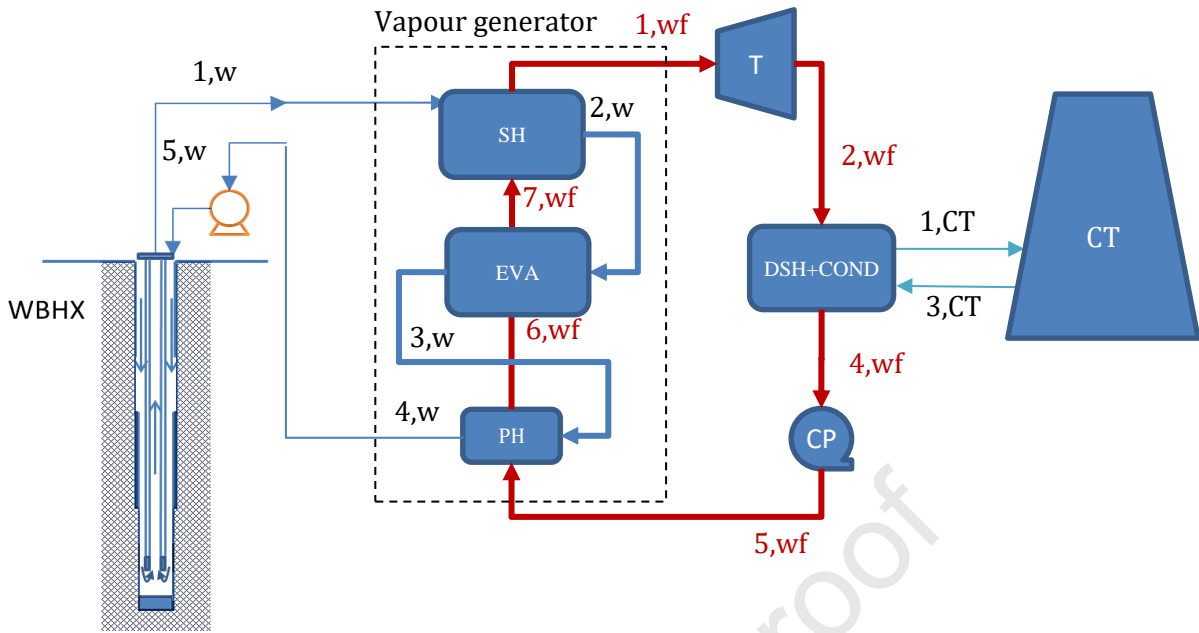 Vapour generator
1,wf
T
1,w
SH
2,w
5,w
2,wf
7,wf
1,CT
CT
EVA
DSH+COND
WBHX
3,CT
3,w
6,wf
4,wf
4,w
PH
CP
5,wf
roof